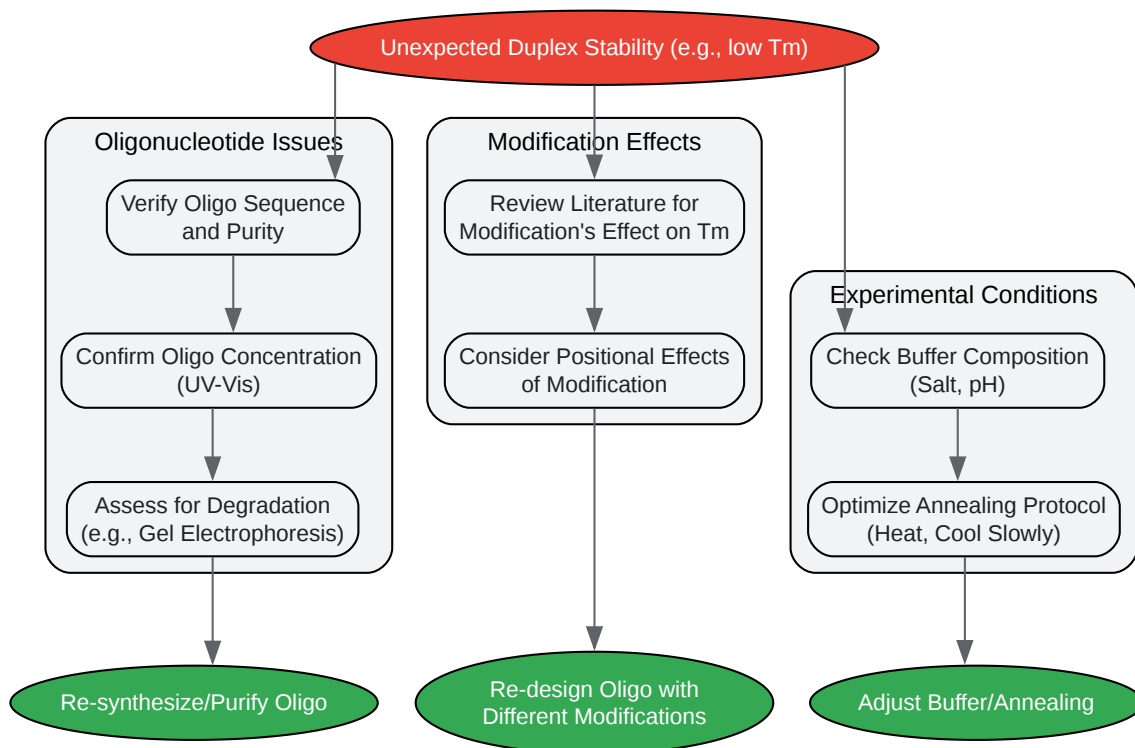 Unexpected Duplex Stability (e.g., low Tm)
Oligonucleotide Issues
Verify Oligo Sequence
and Purity
Confirm Oligo Concentration
(UV-Vis)
Assess for Degradation
(e.g., Gel Electrophoresis)
Re-synthesize/Purify Oligo
Modification Effects
Review Literature for
Modification's Effect on Tm
Consider Positional Effects
of Modification
Re-design Oligo with
Different Modifications
Experimental Conditions
Check Buffer Composition
(Salt, pH)
Optimize Annealing Protocol
(Heat, Cool Slowly)
Adjust Buffer/Annealing